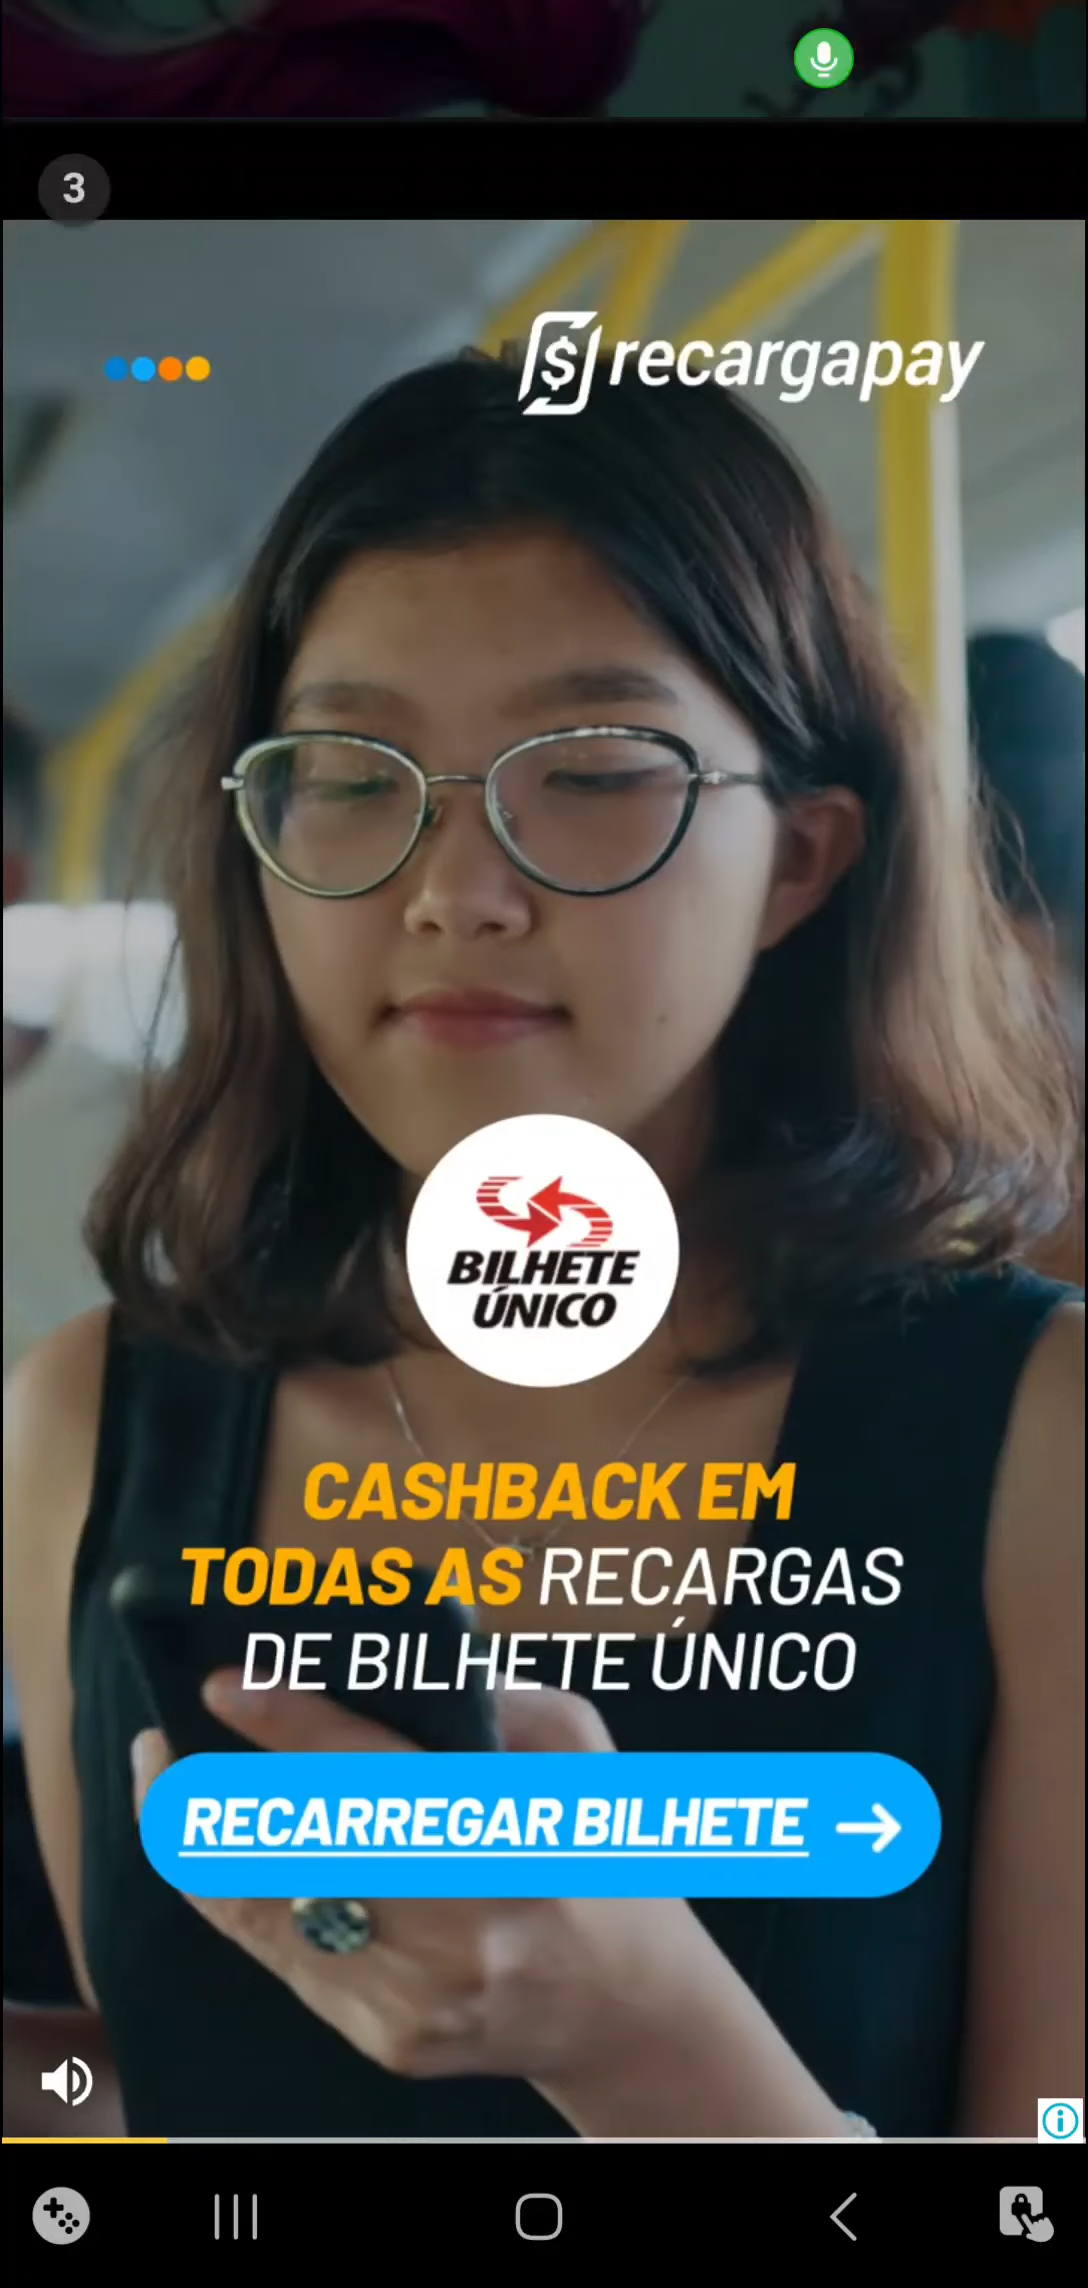 3
recargapay
BILHETE
ÚNICO
CASHBACK EM
TODAS AS RECARGAS
DE BILHETE ÚNICO
RECARREGAR BILHETE